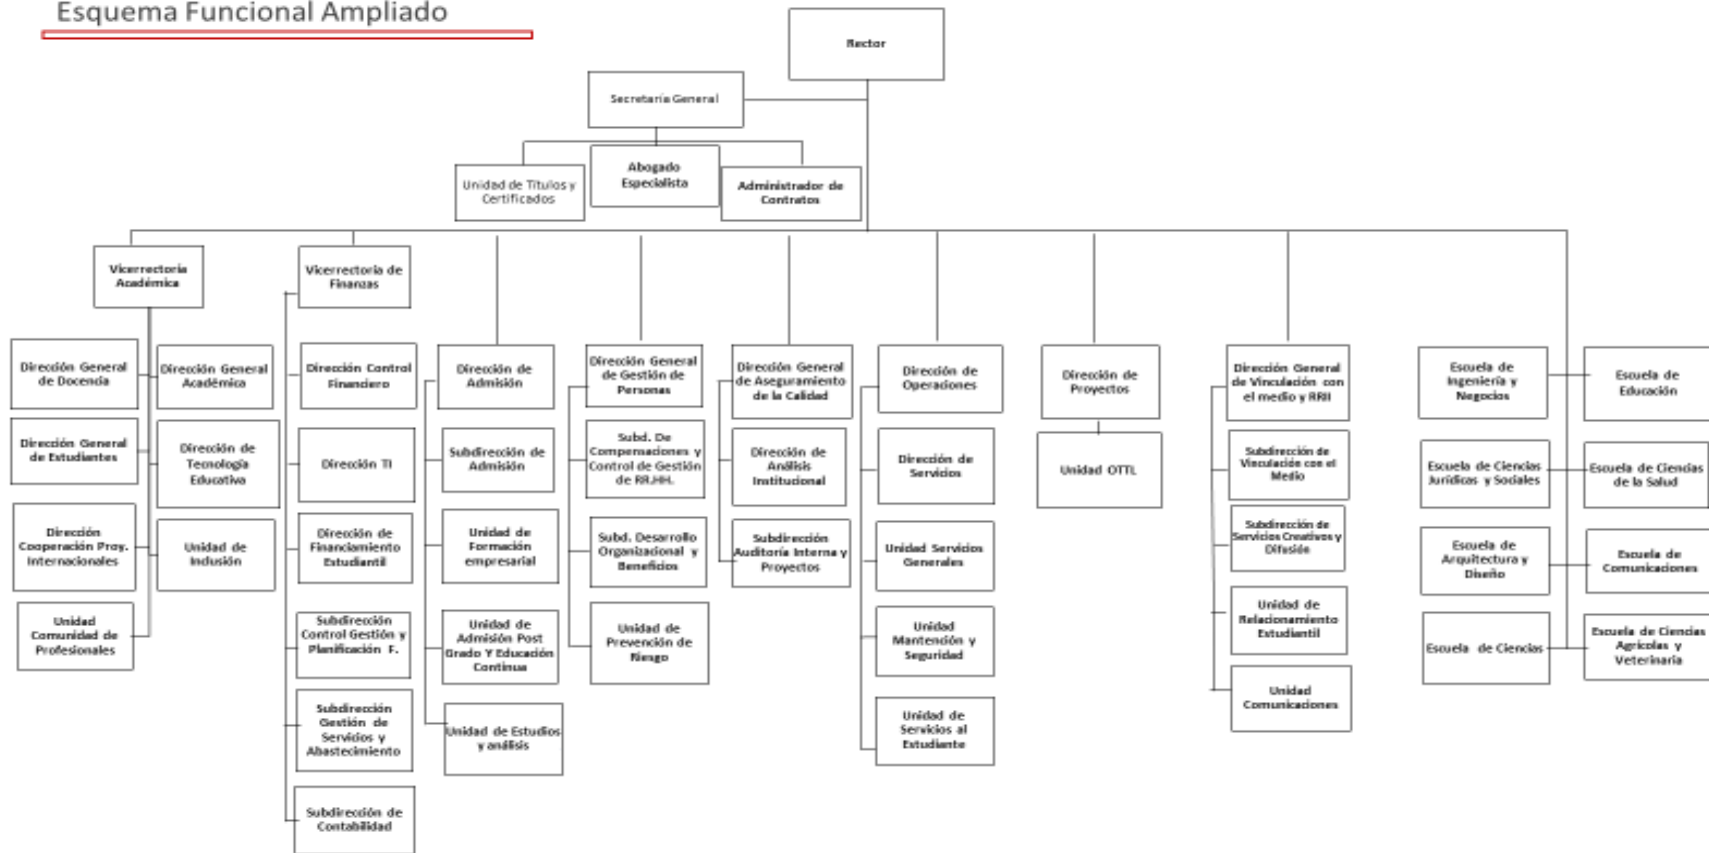 Esquema Funcional Ampliado
Rector
Secretaría General
Unidad de Títulos y
Certificados
Abogado
Especialista
Administrador de
Contratos
Vicerrectoría
Académica
Dirección General
de Docencia
Dirección General
Académica
Dirección General
de Estudiantes
Dirección de
Tecnología
Educativa
Dirección
Cooperación Proy.
Internacionales
Unidad de
Inclusión
Unidad
Comunidad de
Profesionales
Vicerrectoría de
Finanzas
Dirección Control
Financiero
Dirección TI
Dirección de
Financiamiento
Estudiantil
Subdirección
Control Gestión y
Planificación F.
Subdirección
Gestión de
Servicios y
Abastecimiento
Subdirección de
Contabilidad
Dirección de
Admisión
Subdirección de
Admisión
Unidad de
Formación
empresarial
Unidad de
Admisión Post
Grado Y Educación
Continua
Unidad de Estudios
y análisis
Dirección General
de Gestión de
Personas
Subd. De
Compensaciones y
Control de Gestión
de RR.HH.
Subd. Desarrollo
Organizacional y
Beneficios
Unidad de
Prevención de
Riesgo
Dirección General
de Aseguramiento
de la Calidad
Dirección de
Análisis
Institucional
Subdirección
Auditoría Interna y
Proyectos
Dirección de
Operaciones
Dirección de
Servicios
Unidad Servicios
Generales
Unidad
Mantención y
Seguridad
Unidad de
Servicios al
Estudiante
Dirección de
Proyectos
Unidad OTTL
Dirección General
de Vinculación con
el medio y RRII
Subdirección de
Vinculación con el
Medio
Subdirección de
Servicios Creativos y
Difusión
Unidad de
Relacionamiento
Estudiantil
Unidad
Comunicaciones
Escuela de
Ingeniería y
Negocios
Escuela de
Educación
Escuela de Ciencias
Jurídicas y Sociales
Escuela de Ciencias
de la Salud
Escuela de
Arquitectura y
Diseño
Escuela de
Comunicaciones
Escuela de Ciencias
Escuela de Ciencias
Agrícolas y
Veterinaria